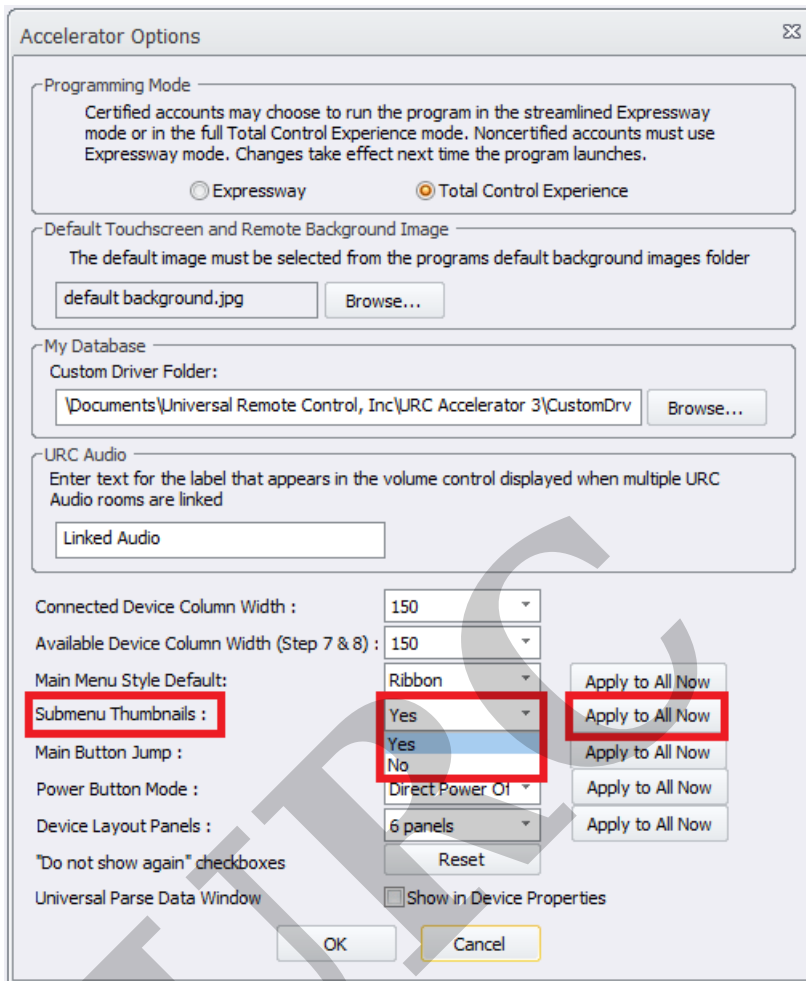 Accelerator Options
Programming Mode
Certified accounts may choose to run the program in the streamlined Expressway
mode or in the full Total Control Experience mode. Noncertified accounts must use
Expressway mode. Changes take effect next time the program launches.
Expressway Total Control Experience
Default Touchscreen and Remote Background Image
The default image must be selected from the programs default background images folder
default background.jpg Browse...
My Database
Custom Driver Folder:
\Documents\Universal Remote Control, Inc\URC Accelerator 3\CustomDrv Browse...
URC Audio
Enter text for the label that appears in the volume control displayed when multiple URC
Audio rooms are linked
Linked Audio
Connected Device Column Width : 150
Available Device Column Width (Step 7 & 8) : 150
Main Menu Style Default: Ribbon Apply to All Now
Submenu Thumbnails : Yes Apply to All Now
Yes
Main Button Jump : Apply to All Now
No
Power Button Mode : Direct Power Of Apply to All Now
Device Layout Panels : 6 panels Apply to All Now
"Do not show again" checkboxes Reset
Universal Parse Data Window Show in Device Properties
OK Cancel
URC